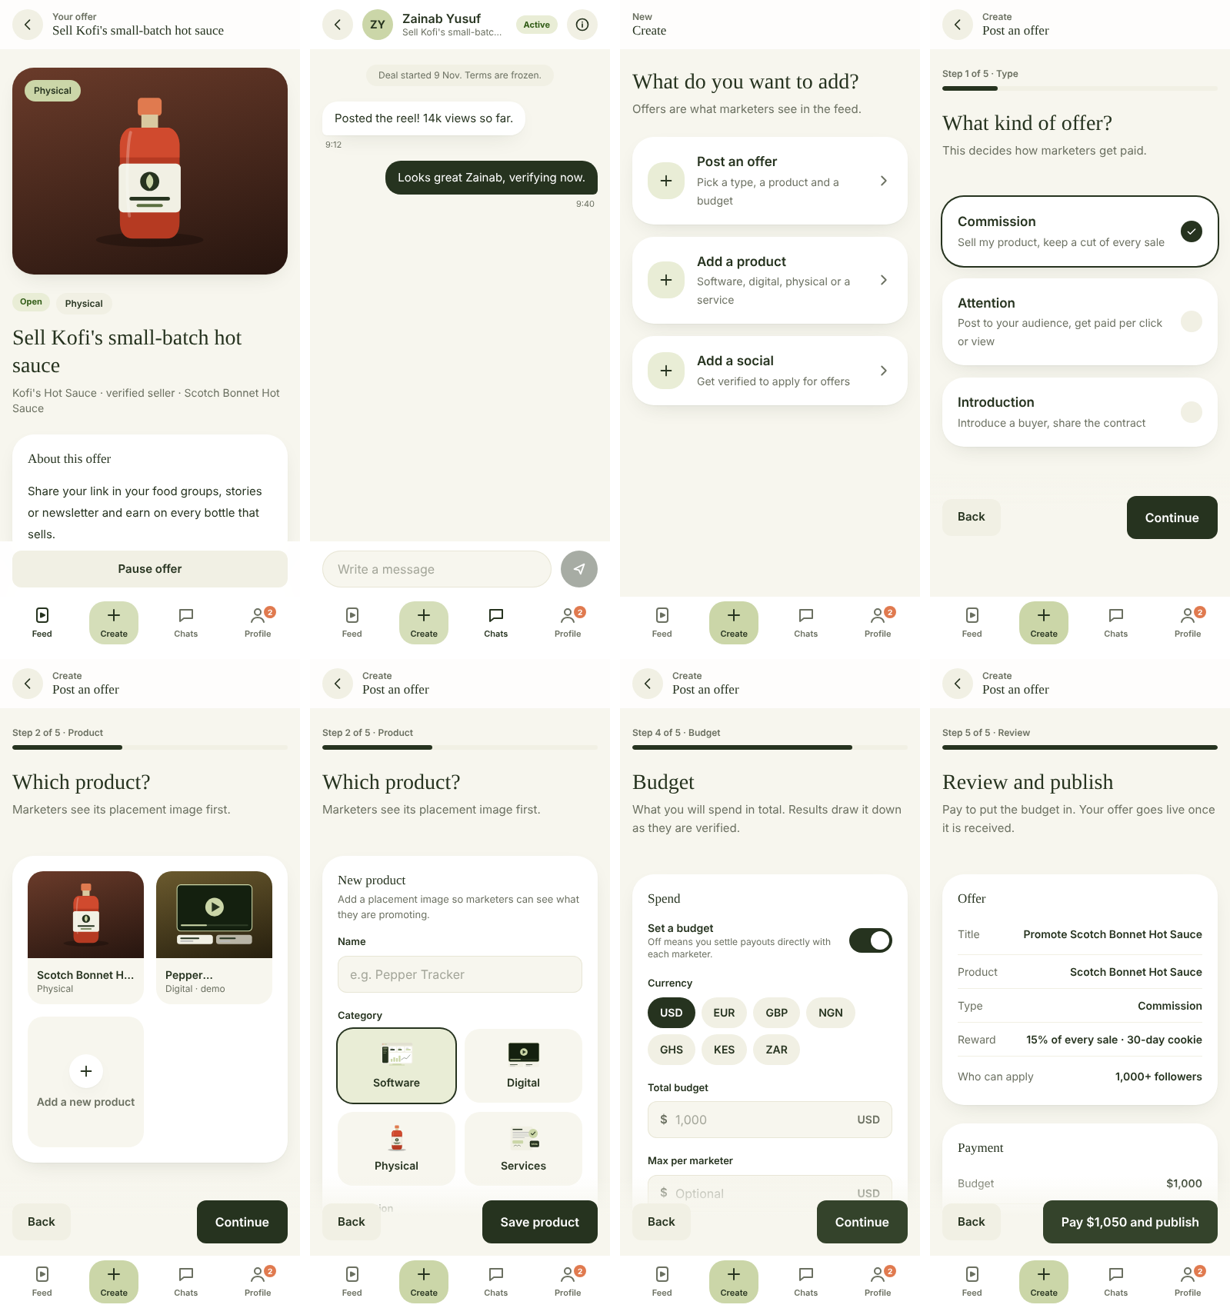 Your offer
Sell Kofi's small-batch hot sauce
Physical
Open
Physical
Sell Kofi's small-batch hot
sauce
Kofi's Hot Sauce · verified seller · Scotch Bonnet Hot
Sauce
About this offer
Share your link in your food groups, stories
or newsletter and earn on every bottle that
sells.
Pause offer
Feed
Create
Chats
2
Profile
ZY
Zainab Yusuf
Sell Kofi's small-batc...
Active
Deal started 9 Nov. Terms are frozen.
Posted the reel! 14k views so far.
9:12
Looks great Zainab, verifying now.
9:40
Write a message
Feed
Create
Chats
2
Profile
New
Create
What do you want to add?
Offers are what marketers see in the feed.
Post an offer
Pick a type, a product and a
budget
Add a product
Software, digital, physical or a
service
Add a social
Get verified to apply for offers
Feed
Create
Chats
2
Profile
Create
Post an offer
Step 1 of 5 · Type
What kind of offer?
This decides how marketers get paid.
Commission
Sell my product, keep a cut of every sale
Attention
Post to your audience, get paid per click
or view
Introduction
Introduce a buyer, share the contract
Back
Continue
Feed
Create
Chats
2
Profile
Create
Post an offer
Step 2 of 5 · Product
Which product?
Marketers see its placement image first.
Scotch Bonnet H...
Physical
Pepper...
Digital · demo
Add a new product
Back
Continue
Feed
Create
Chats
2
Profile
Create
Post an offer
Step 2 of 5 · Product
Which product?
Marketers see its placement image first.
New product
Add a placement image so marketers can see what
they are promoting.
Name
e.g. Pepper Tracker
Category
Software
Digital
Physical
Services
Back
Save product
Feed
Create
Chats
2
Profile
Create
Post an offer
Step 4 of 5 · Budget
Budget
What you will spend in total. Results draw it down
as they are verified.
Spend
Set a budget
Off means you settle payouts directly with
each marketer.
Currency
USD
EUR
GBP
NGN
GHS
KES
ZAR
Total budget
$ 1,000 USD
Max per marketer
$ Optional USD
Back
Continue
Feed
Create
Chats
2
Profile
Create
Post an offer
Step 5 of 5 · Review
Review and publish
Pay to put the budget in. Your offer goes live once
it is received.
Offer
Title Promote Scotch Bonnet Hot Sauce
Product Scotch Bonnet Hot Sauce
Type Commission
Reward 15% of every sale · 30-day cookie
Who can apply 1,000+ followers
Payment
Budget $1,000
Back
Pay $1,050 and publish
Feed
Create
Chats
2
Profile